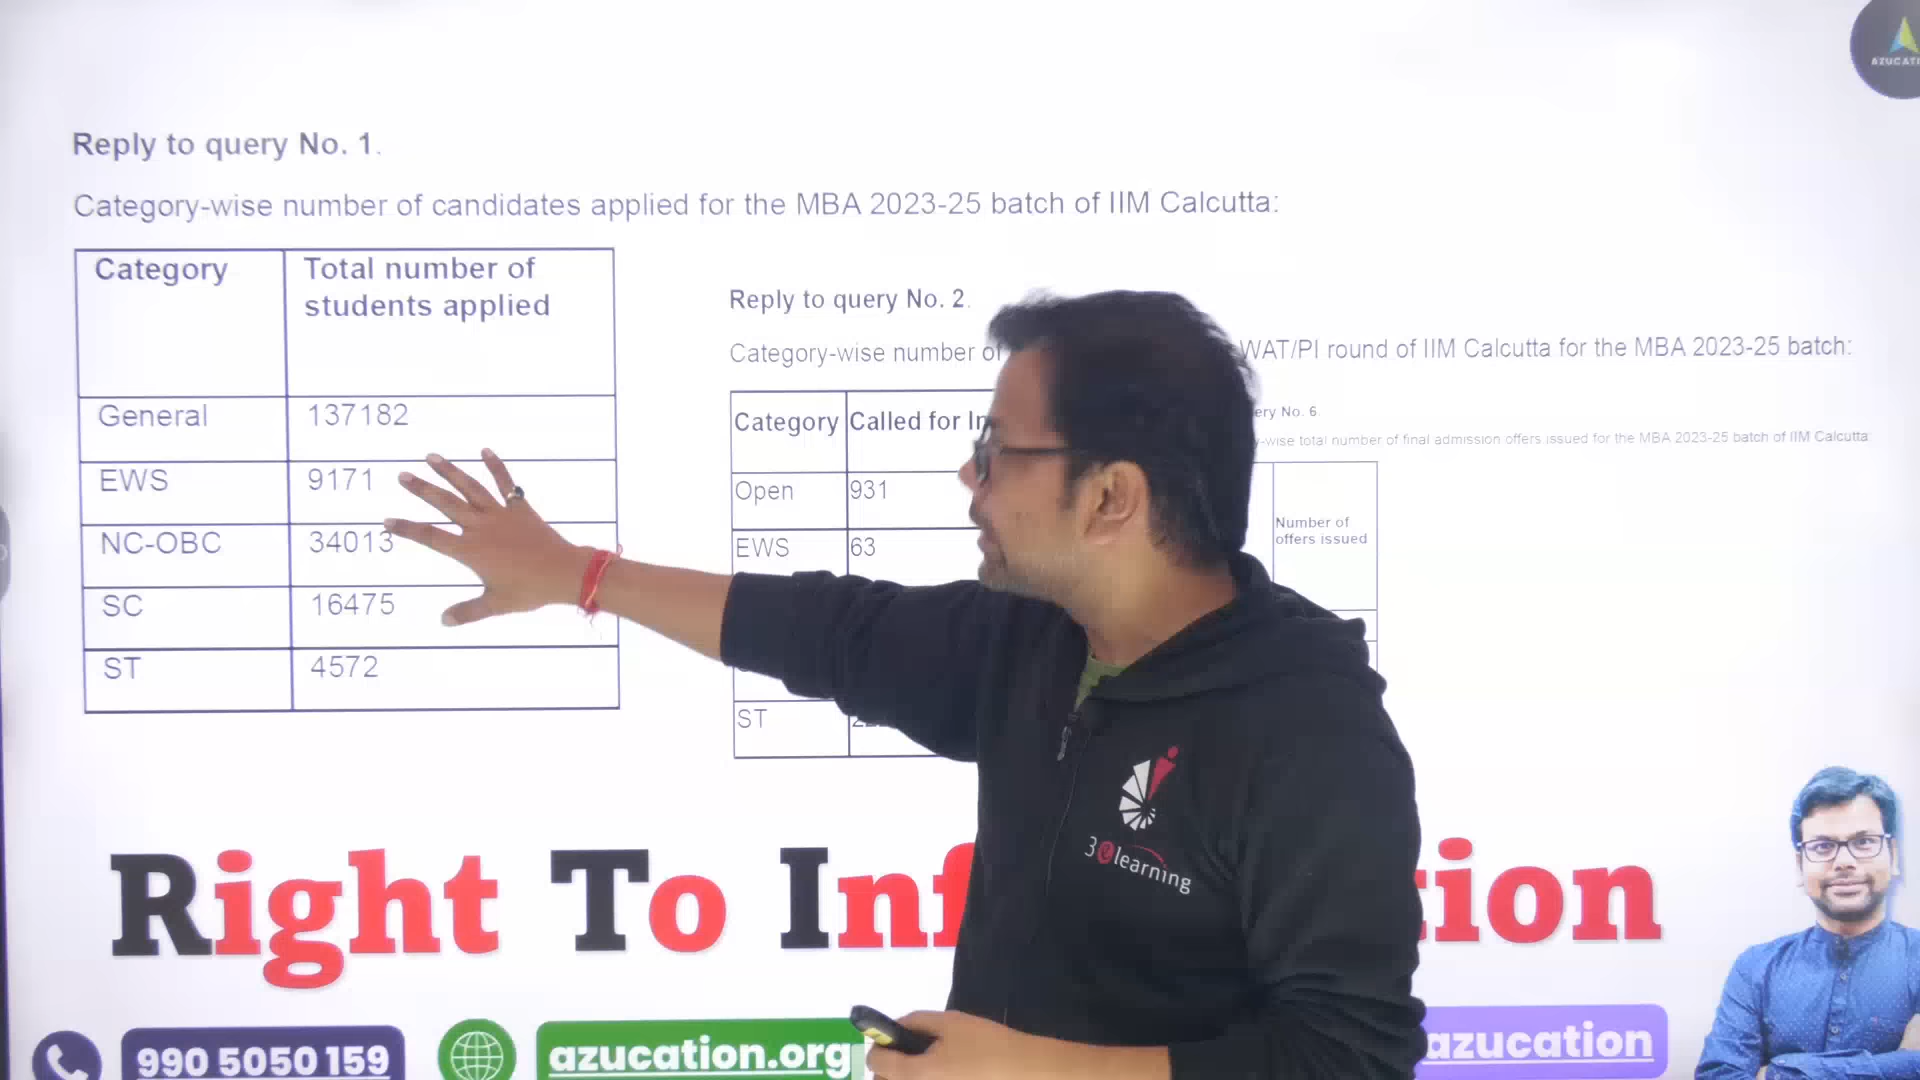 AZUCATI
Reply to query No. 1.
Category-wise number of candidates applied for the MBA 2023-25 batch of IIM Calcutta:
Category
Total number of
students applied
General 137182
EWS 9171
NC-OBC 34013
SC 16475
ST 4572
Reply to query No. 2.
Category-wise number of
WAT/PI round of IIM Calcutta for the MBA 2023-25 batch:
Category Called for In
Open 931
EWS 63
ST
ery No. 6.
-wise total number of final admission offers issued for the MBA 2023-25 batch of IIM Calcutta
Number of
offers issued
3elearning
Right To Inf tion
990 5050 159
azucation.org
azucation